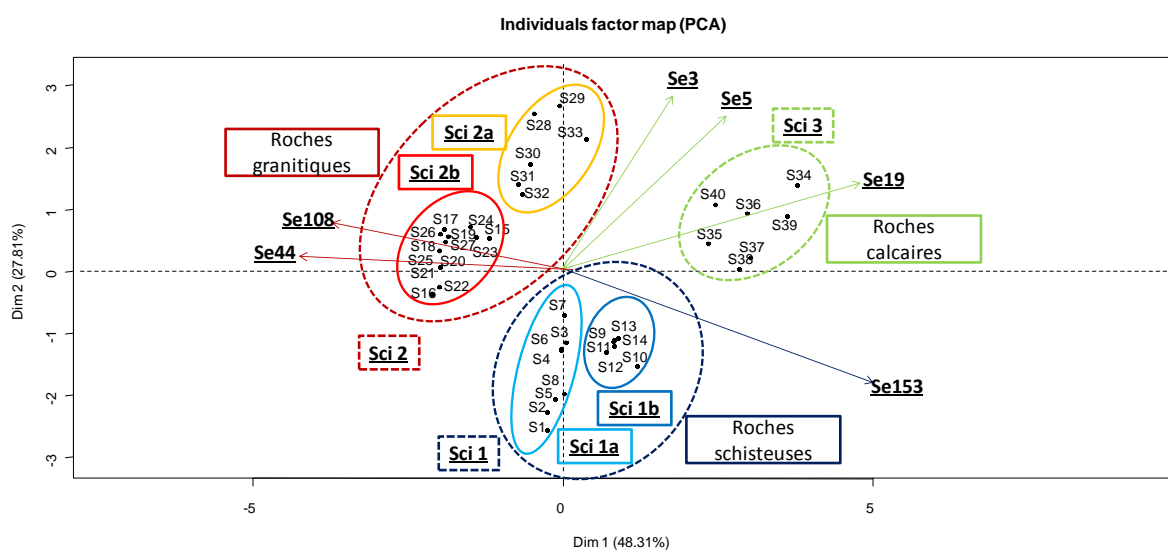 Individuals factor map (PCA)
Dim 2 (27.81%)
3
2
1
0
-1
-2
-3
-5
0
5
Dim 1 (48.31%)
Roches
granitiques
Sci 2a
Sci 2b
Se108
Se44
Sci 2
S29
S28
S33
S30
S31
S32
S17
S24
S26
S19
S15
S18
S27
S23
S25
S20
S21
S22
S16
Se3
Se5
Sci 3
Se19
S34
S40
S36
S39
S35
S37
S38
Roches
calcaires
S7
S3
S6
S4
S8
S5
S2
S1
S9
S13
S11
S14
S12
S10
Se153
Sci 1b
Sci 1a
Sci 1
Roches
schisteuses